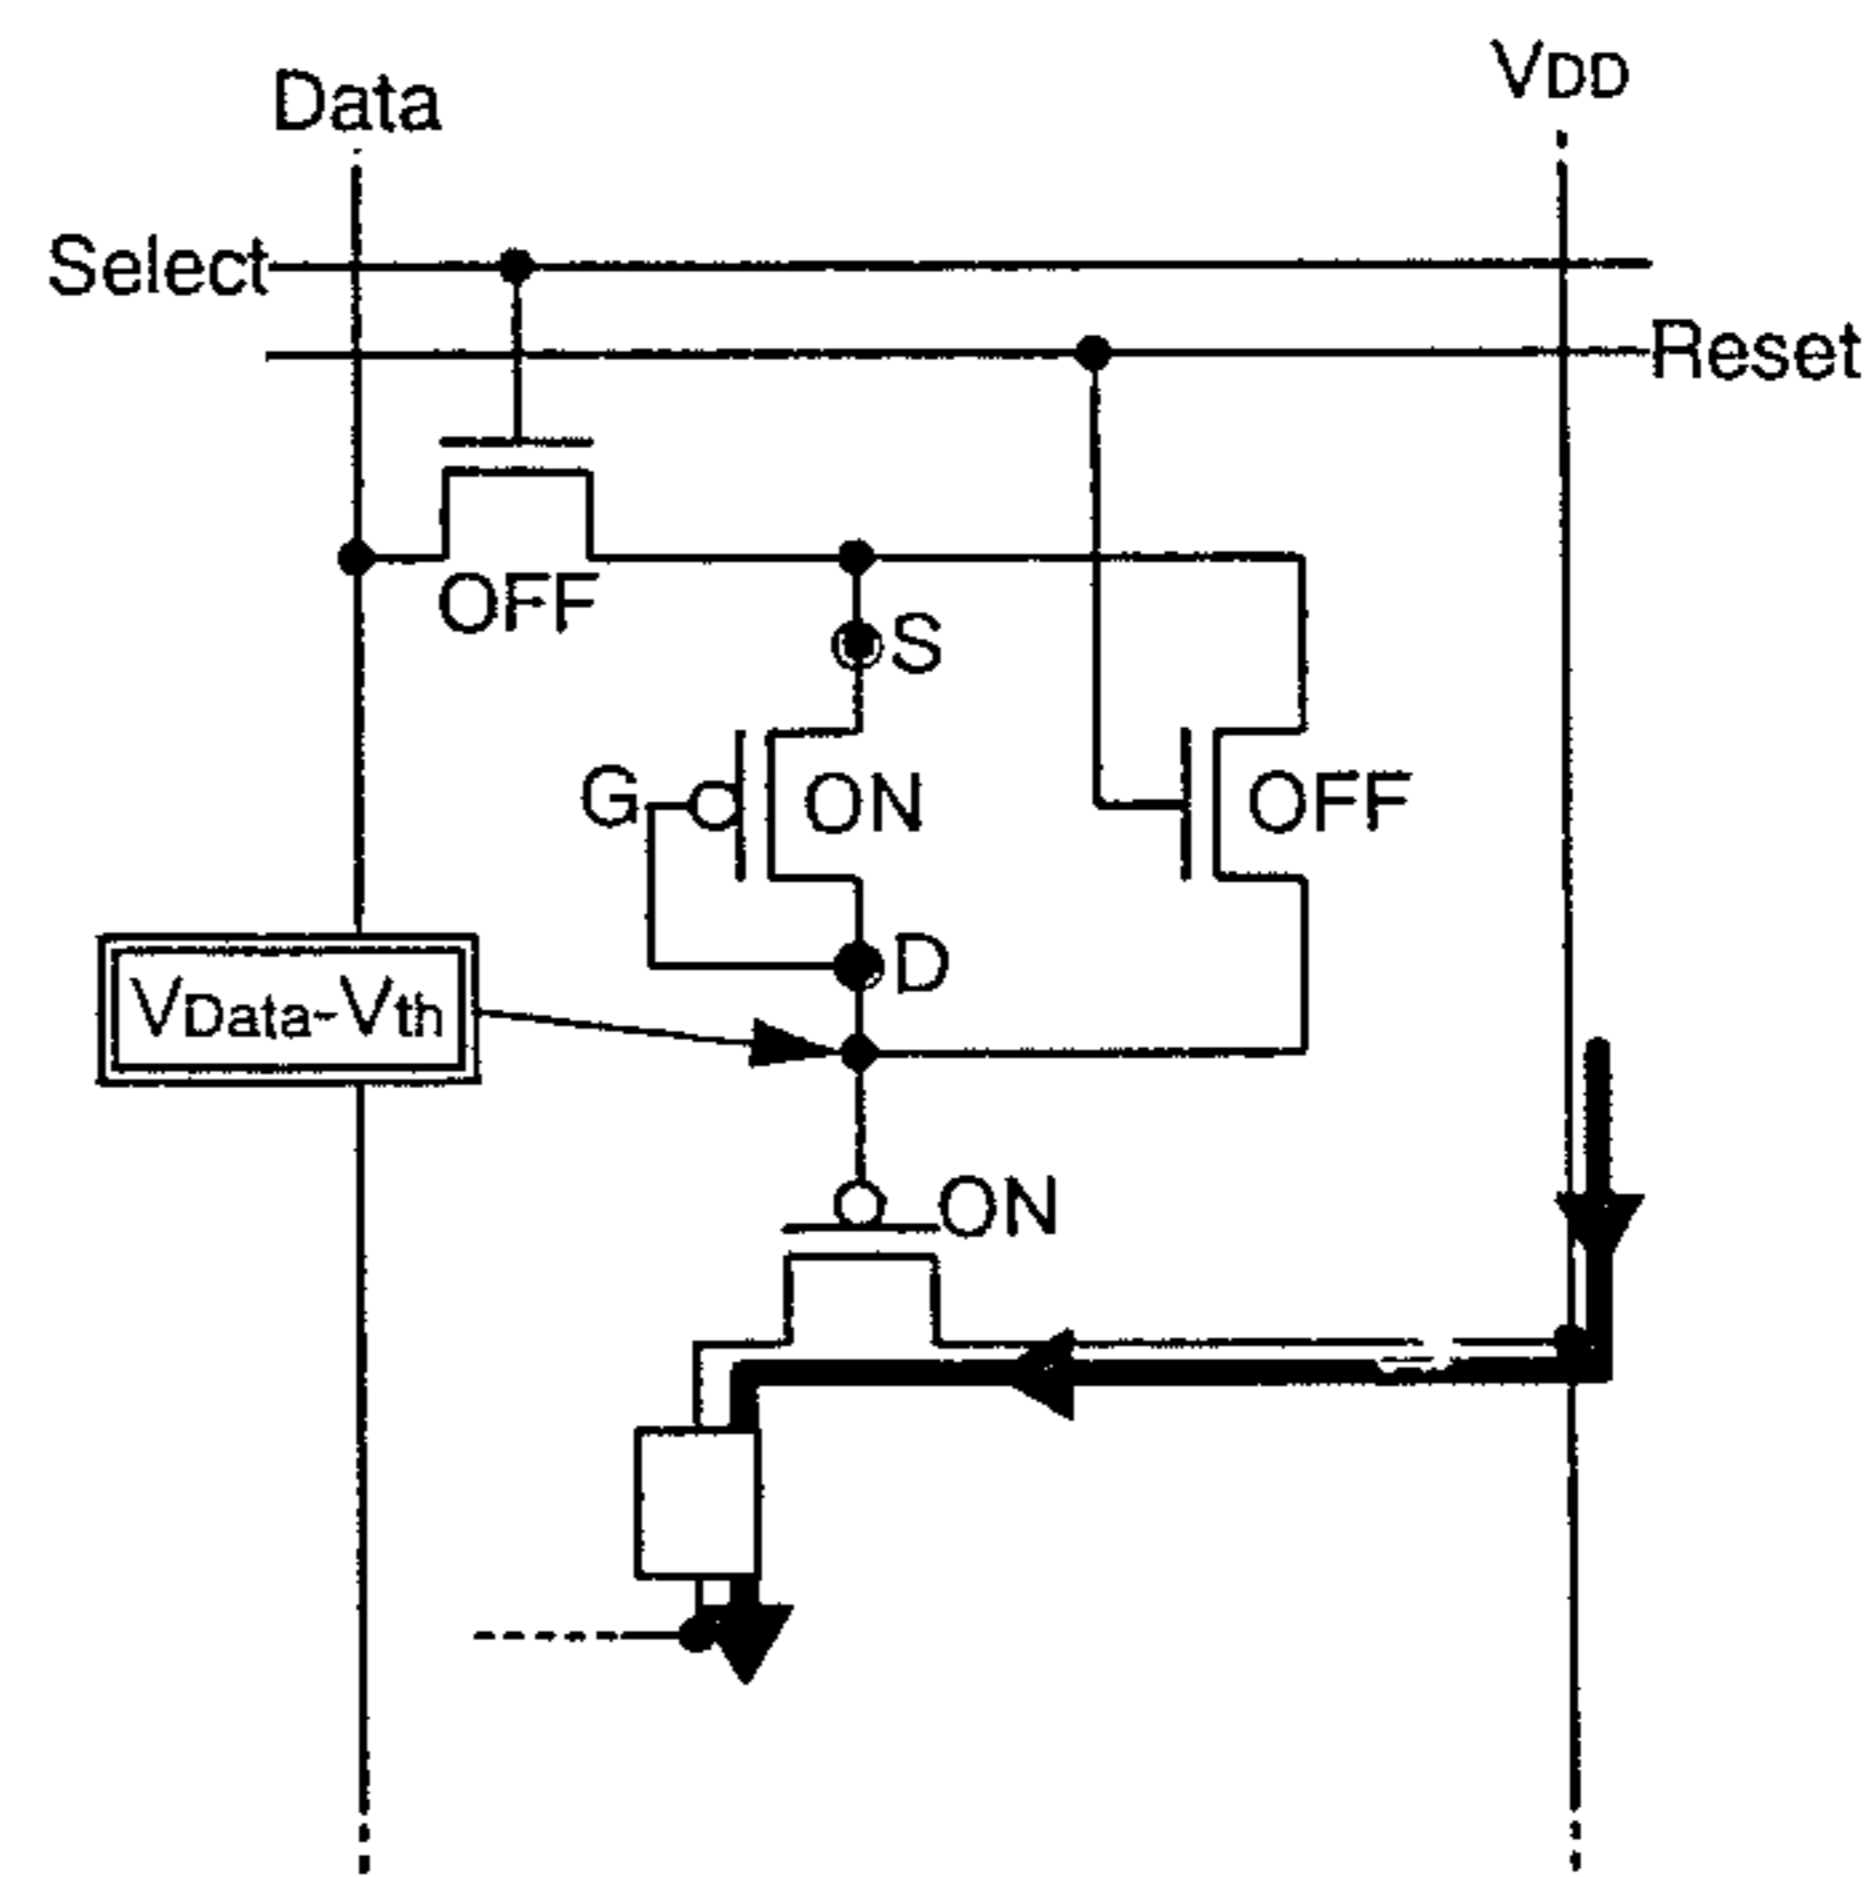 Data
VDD
Select
Reset
OFF
S
G
ON
OFF
D
VData-Vth
ON